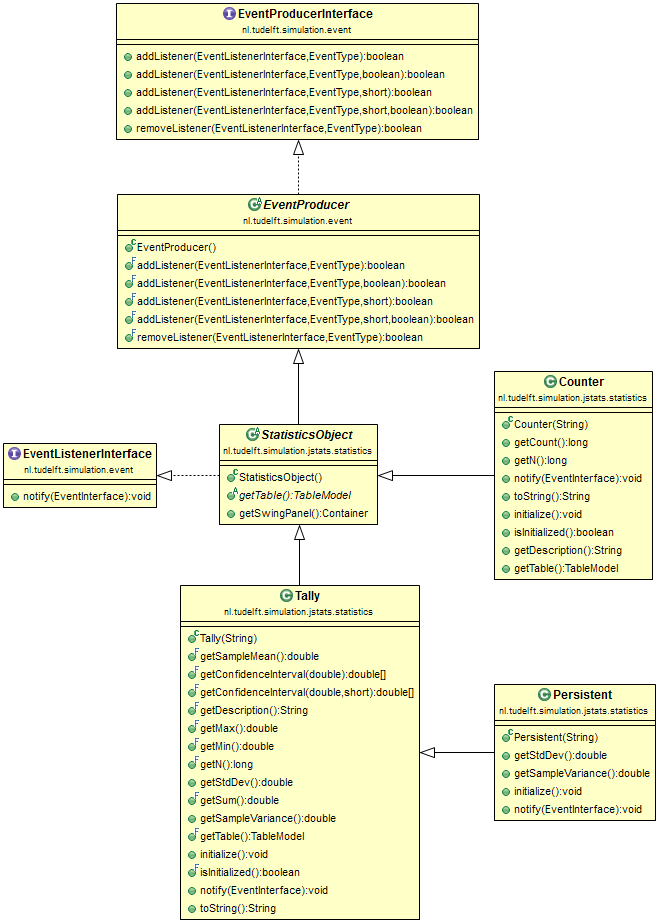 EventProducerInterface
nl.tudelft.simulation.event
addListener(EventListenerInterface,EventType):boolean
addListener(EventListenerInterface,EventType,boolean):boolean
addListener(EventListenerInterface,EventType,short):boolean
addListener(EventListenerInterface,EventType,short,boolean):boolean
removeListener(EventListenerInterface,EventType):boolean
EventProducer
nl.tudelft.simulation.event
EventProducer()
addListener(EventListenerInterface,EventType):boolean
addListener(EventListenerInterface,EventType,boolean):boolean
addListener(EventListenerInterface,EventType,short):boolean
addListener(EventListenerInterface,EventType,short,boolean):boolean
removeListener(EventListenerInterface,EventType):boolean
Counter
nl.tudelft.simulation.jstats.statistics
Counter(String)
getCount():long
getN():long
notify(EventInterface):void
toString():String
initialize():void
isInitialized():boolean
getDescription():String
getTable():TableModel
StatisticsObject
nl.tudelft.simulation.jstats.statistics
StatisticsObject()
getTable():TableModel
getSwingPanel():Container
EventListenerInterface
nl.tudelft.simulation.event
notify(EventInterface):void
Tally
nl.tudelft.simulation.jstats.statistics
Tally(String)
getSampleMean():double
getConfidenceInterval(double):double[]
getConfidenceInterval(double,short):double[]
getDescription():String
getMax():double
getMin():double
getN():long
getStdDev():double
getSum():double
getSampleVariance():double
getTable():TableModel
initialize():void
isInitialized():boolean
notify(EventInterface):void
toString():String
Persistent
nl.tudelft.simulation.jstats.statistics
Persistent(String)
getStdDev():double
getSampleVariance():double
initialize():void
notify(EventInterface):void